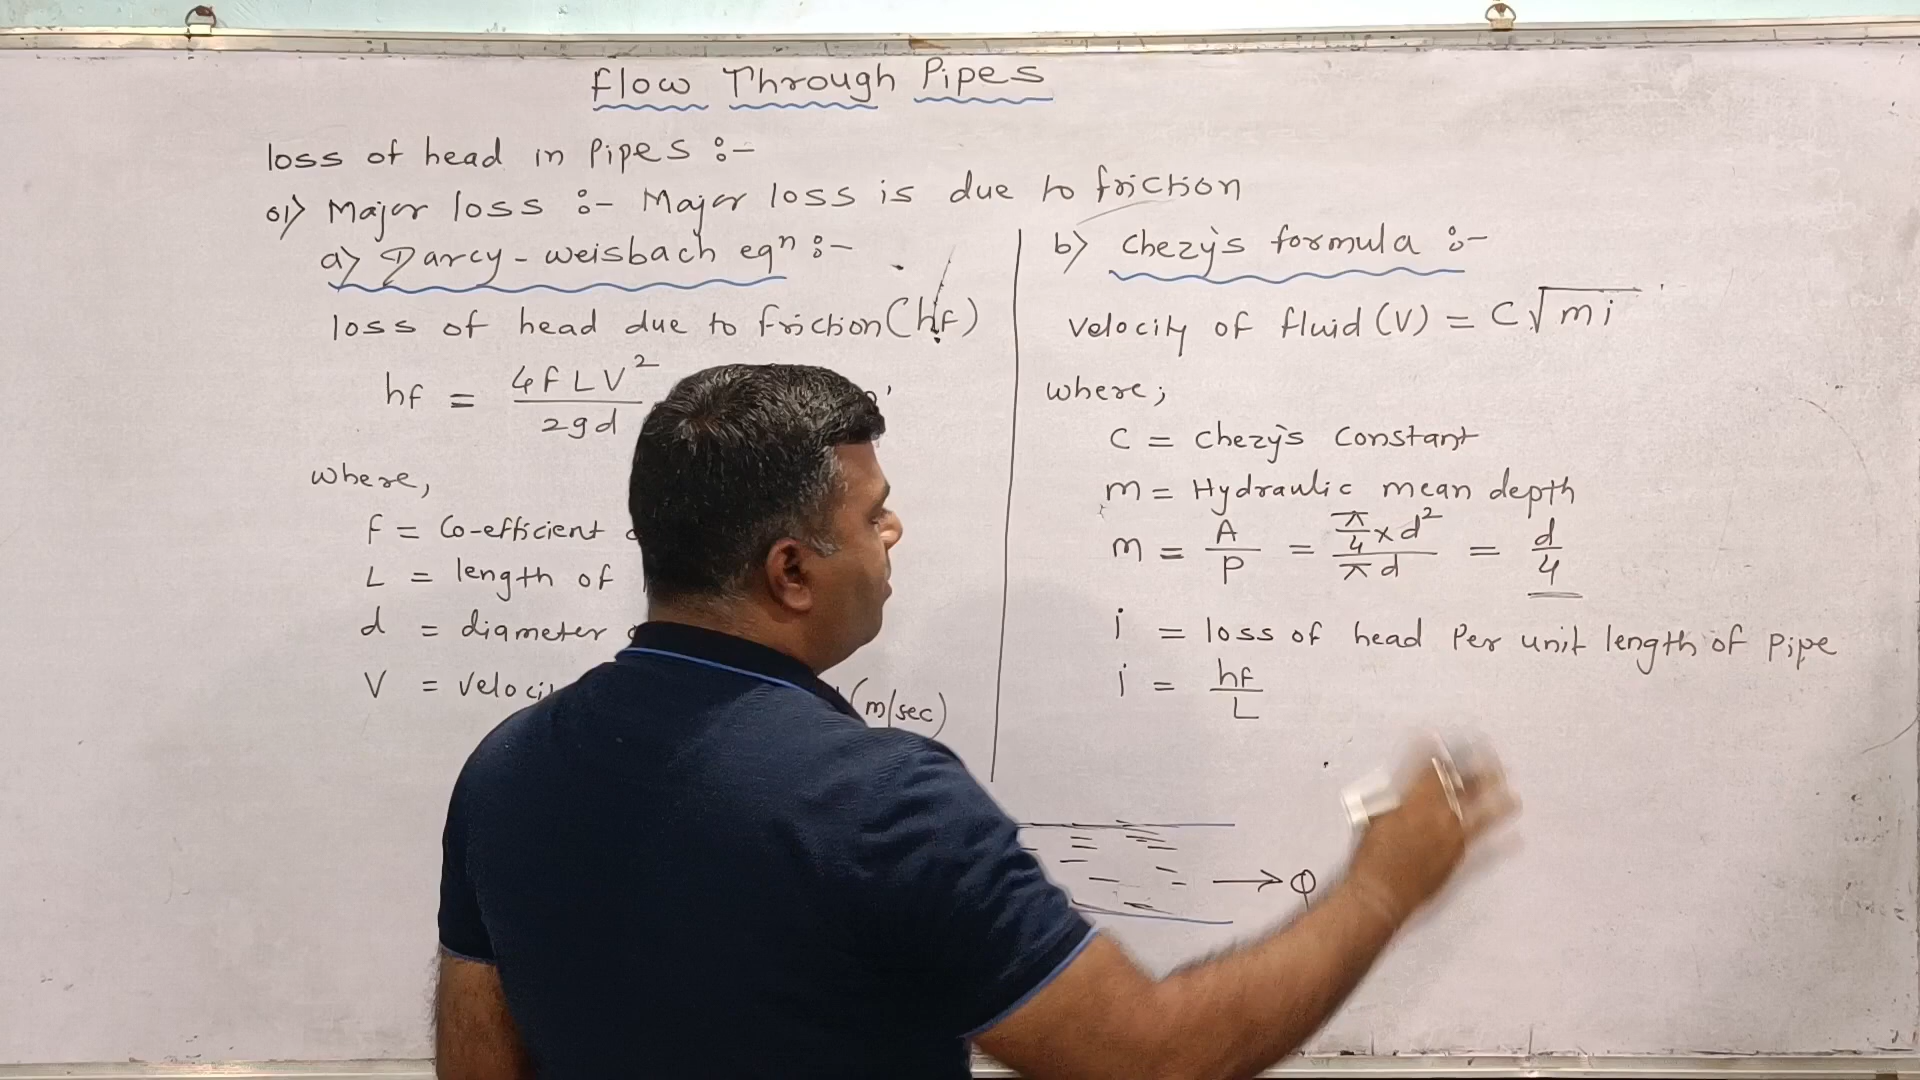 Flow Through Pipes
loss of head in Pipes :-
01) Major loss :- Major loss is due to friction
a) Darcy-weisbach eqⁿ :-
loss of head due to friction (hf)
hf = 4fLV² / 2gd
where,
f = Co-efficient
L = length of
d = diameter
V =
(m/sec)
b) Chezy's formula :-
Velocity of fluid (V) = C√mi
where;
C = Chezy's Constant
m = Hydraulic mean depth
m = A/P = π/4 × d² / πd = d/4
i = loss of head Per unit length of Pipe
i = hf/L
→ Q